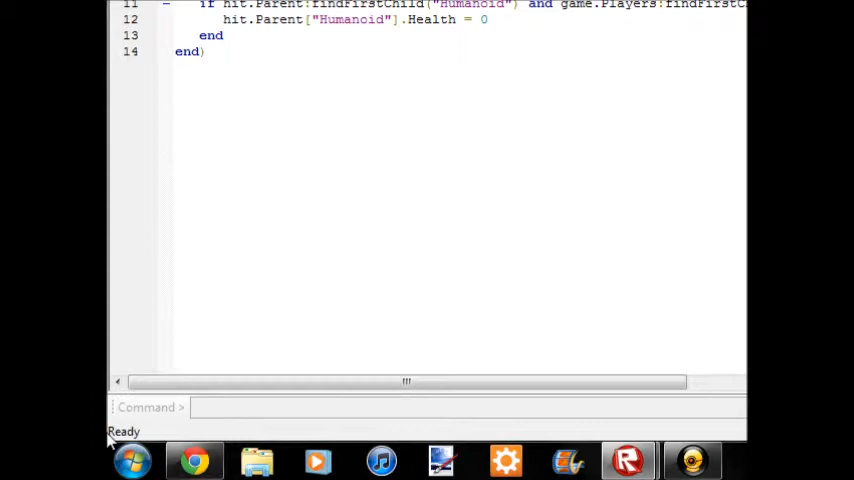 11 if hit.Parent:findFirstChild("Humanoid") and game.Players:findFirstC
12 hit.Parent["Humanoid"].Health = 0
13 end
14 end)
Command >
Ready